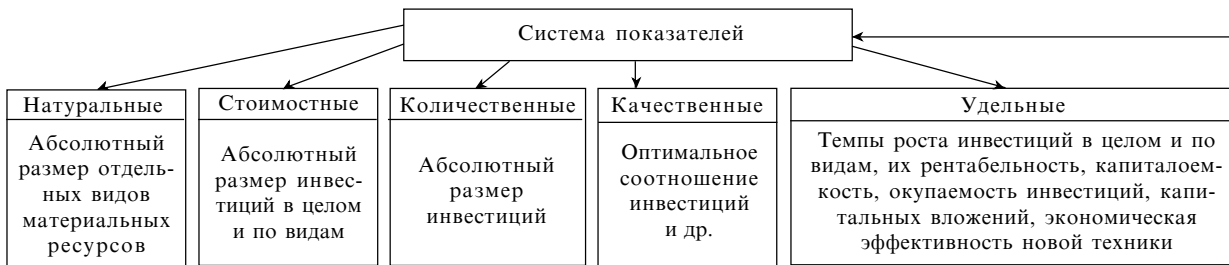 Система показателей
Натуральные
Абсолютный
размер отдель-
ных видов
материальных
ресурсов
Стоимостные
Абсолютный
размер инвес-
тиций в целом
и по видам
Количественные
Абсолютный
размер
инвестиций
Качественные
Оптимальное
соотношение
инвестиций
и др.
Удельные
Темпы роста инвестиций в целом и по
видам, их рентабельность, капиталоем-
кость, окупаемость инвестиций, капи-
тальных вложений, экономическая
эффективность новой техники